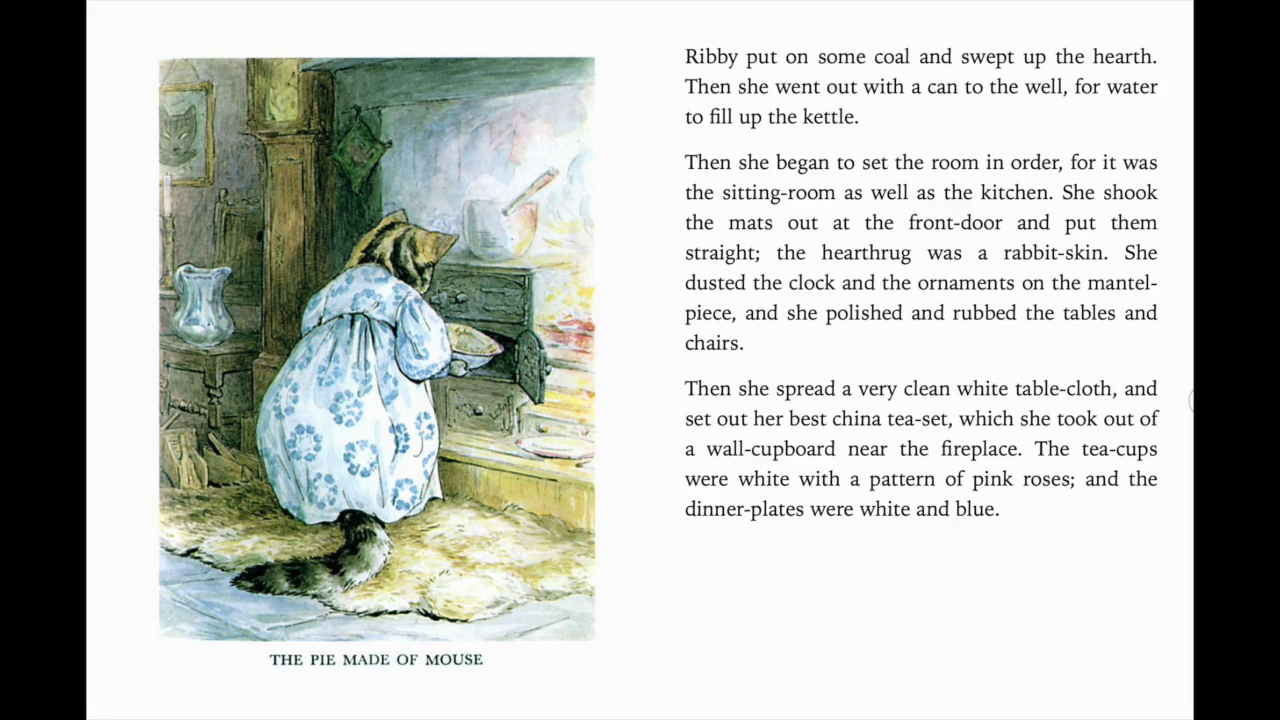 Ribby put on some coal and swept up the hearth.
Then she went out with a can to the well, for water
to fill up the kettle.
Then she began to set the room in order, for it was
the sitting-room as well as the kitchen. She shook
the mats out at the front-door and put them
straight; the hearthrug was a rabbit-skin. She
dusted the clock and the ornaments on the mantel-
piece, and she polished and rubbed the tables and
chairs.
Then she spread a very clean white table-cloth, and
set out her best china tea-set, which she took out of
a wall-cupboard near the fireplace. The tea-cups
were white with a pattern of pink roses; and the
dinner-plates were white and blue.
THE PIE MADE OF MOUSE